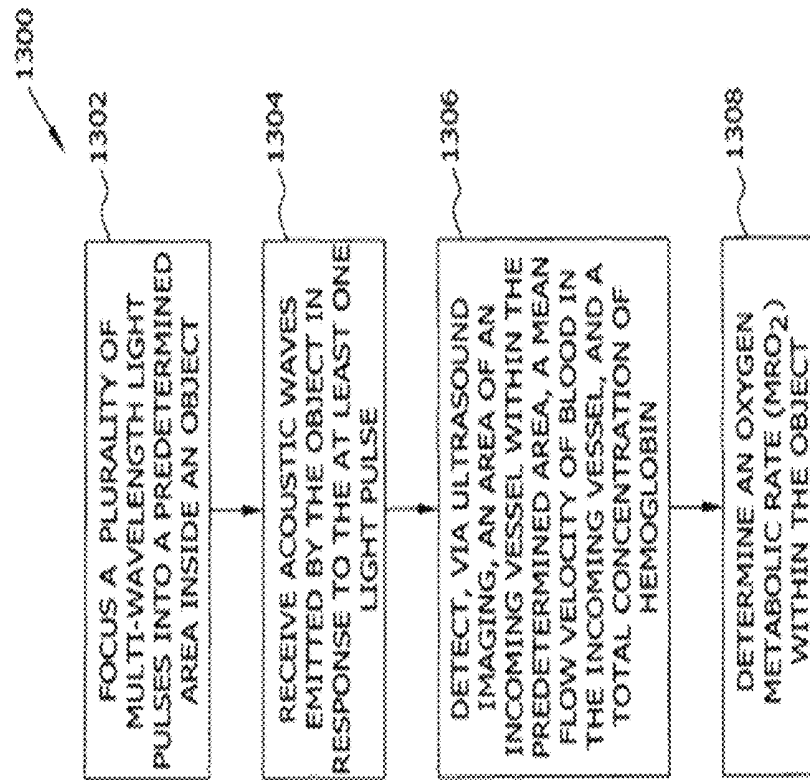 1300
1302
FOCUS A PLURALITY OF
MULTI-WAVELENGTH LIGHT
PULSES INTO A PREDETERMINED
AREA INSIDE AN OBJECT
1304
RECEIVE ACOUSTIC WAVES
EMITTED BY THE OBJECT IN
RESPONSE TO THE AT LEAST ONE
LIGHT PULSE
1306
DETECT, VIA ULTRASOUND
IMAGING, AN AREA OF AN
INCOMING VESSEL WITHIN THE
PREDETERMINED AREA, A MEAN
FLOW VELOCITY OF BLOOD IN
THE INCOMING VESSEL, AND A
TOTAL CONCENTRATION OF
HEMOGLOBIN
1308
DETERMINE AN OXYGEN
METABOLIC RATE (MRO₂)
WITHIN THE OBJECT